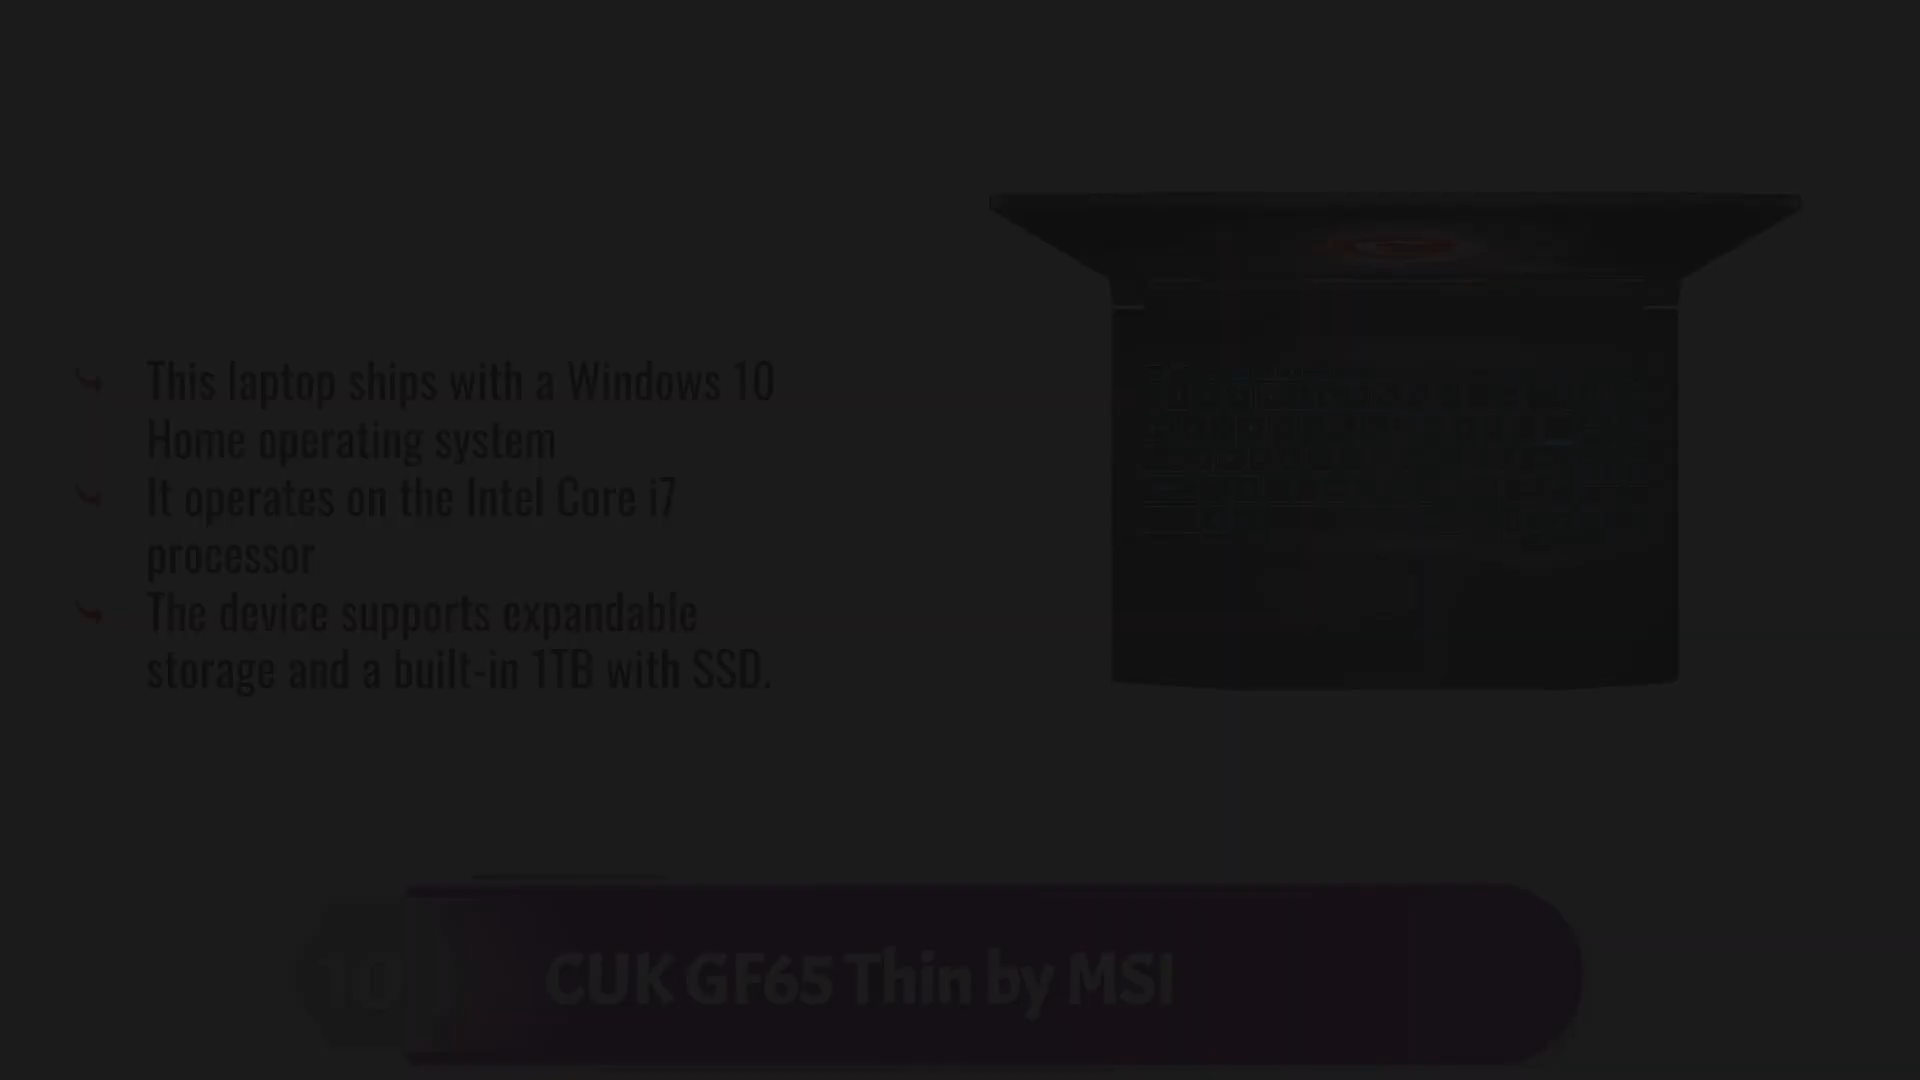 This laptop ships with a Windows 10
Home operating system
It operates on the Intel Core i7
processor
The device supports expandable
storage and a built-in 1TB with SSD.
10
CUK GF65 Thin by MSI